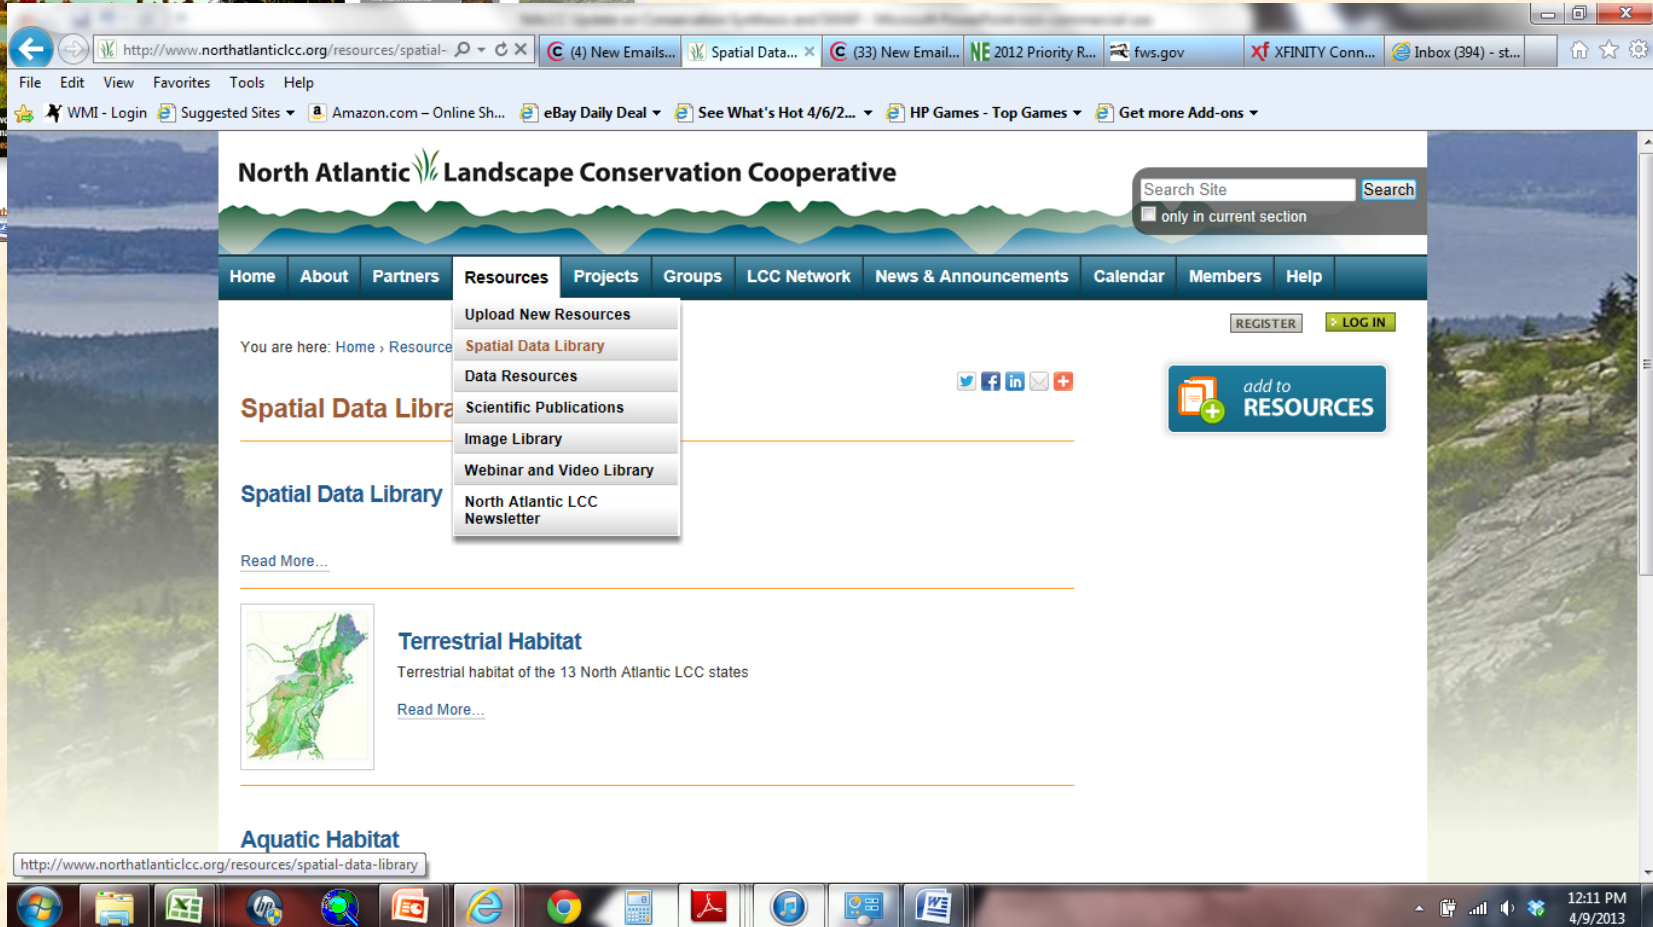 http://www.northatlanticlcc.org/resources/spatial-
(4) New Emails...
Spatial Data...
(33) New Email...
NE 2012 Priority R...
fws.gov
xf XFINITY Conn...
Inbox (394) - st...
File Edit View Favorites Tools Help
WMI - Login
Suggested Sites
Amazon.com – Online Sh...
eBay Daily Deal
See What's Hot 4/6/2...
HP Games - Top Games
Get more Add-ons
North Atlantic Landscape Conservation Cooperative
Search Site
Search
only in current section
Home About Partners Resources Projects Groups LCC Network News & Announcements Calendar Members Help
Upload New Resources
Spatial Data Library
Data Resources
Scientific Publications
Image Library
Webinar and Video Library
North Atlantic LCC
Newsletter
REGISTER
LOG IN
You are here: Home › Resource
Spatial Data Libra
add to
RESOURCES
Spatial Data Library
Read More...
Terrestrial Habitat
Terrestrial habitat of the 13 North Atlantic LCC states
Read More...
Aquatic Habitat
http://www.northatlanticlcc.org/resources/spatial-data-library
12:11 PM
4/9/2013